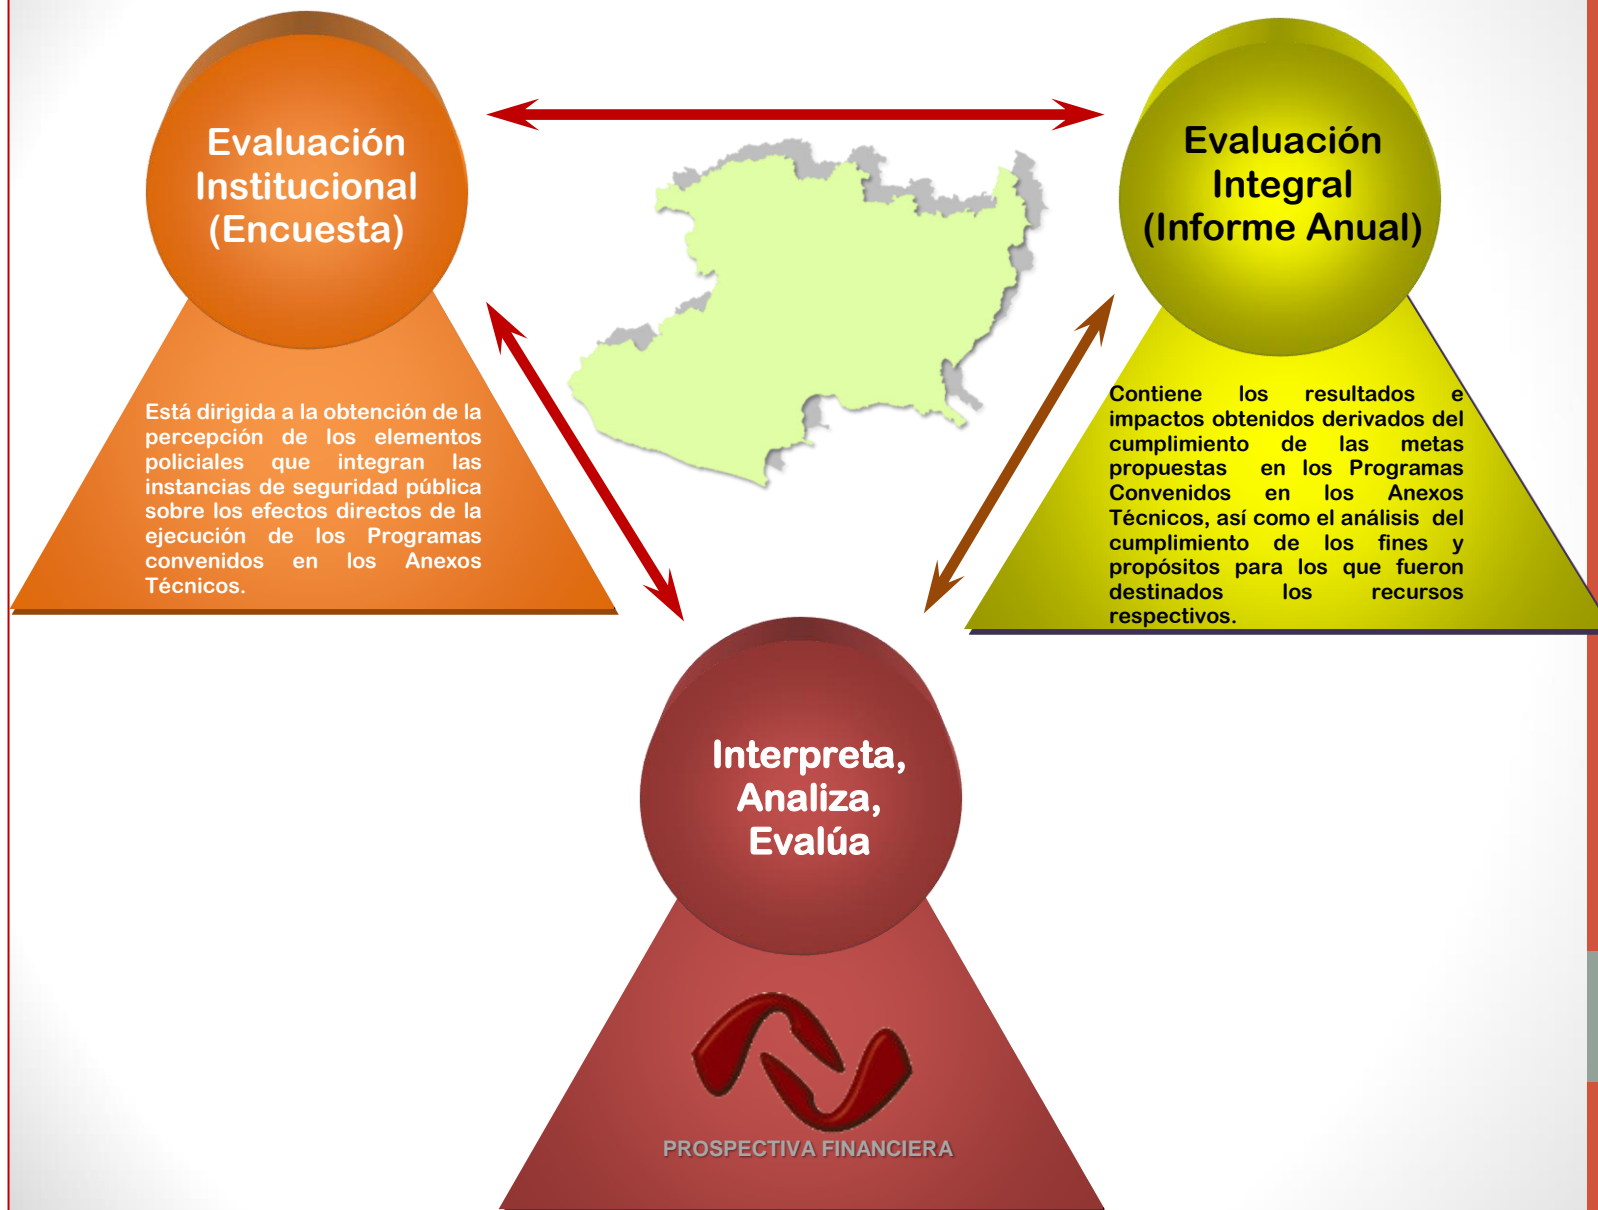 Evaluación
Institucional
(Encuesta)
Está dirigida a la obtención de la
percepción de los elementos
policiales que integran las
instancias de seguridad pública
sobre los efectos directos de la
ejecución de los Programas
convenidos en los Anexos
Técnicos.
Evaluación
Integral
(Informe Anual)
Contiene los resultados e
impactos obtenidos derivados del
cumplimiento de las metas
propuestas en los Programas
Convenidos en los Anexos
Técnicos, así como el análisis del
cumplimiento de los fines y
propósitos para los que fueron
destinados los recursos
respectivos.
Interpreta,
Analiza,
Evalúa
PROSPECTIVA FINANCIERA